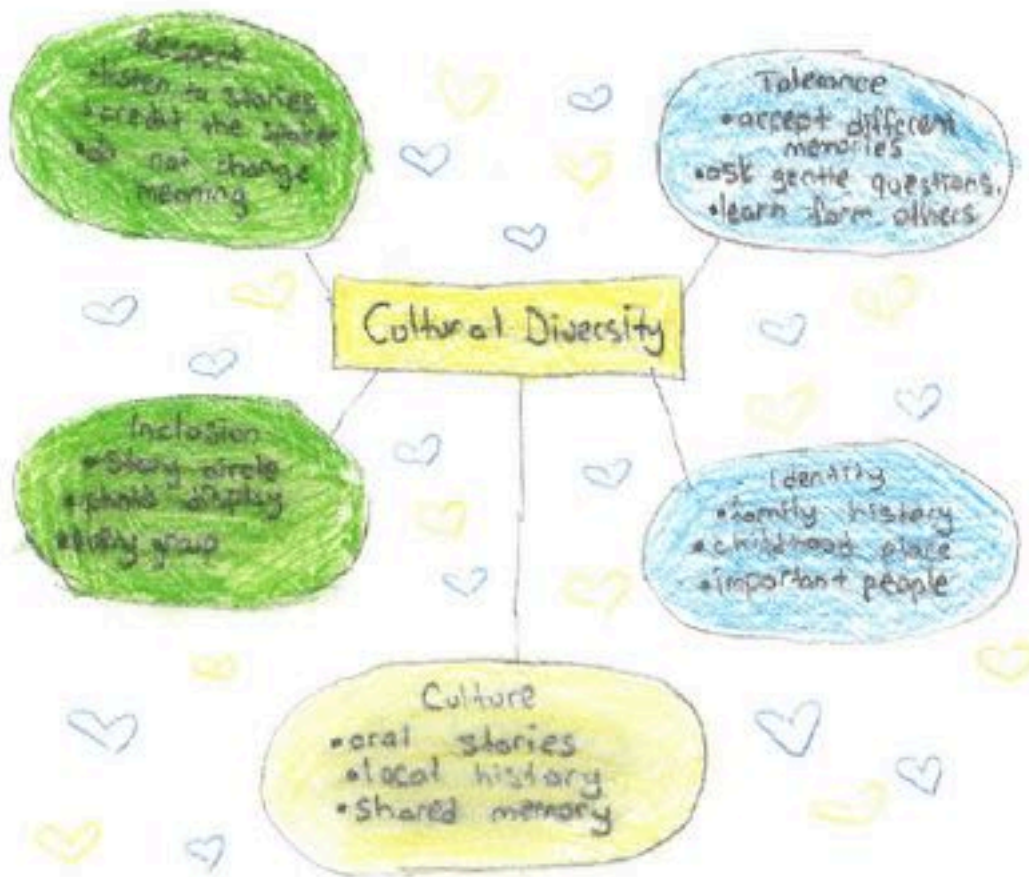 Respect
•listen to stories
•credit the speaker
•do not change
meaning
Tolerance
•accept different
memories
•ask gentle questions.
•learn form others
Cultural Diversity
Inclusion
•story circle
•photo display
•group
Identity
•family history
•childhood place
•important people
Culture
•oral stories
•local history
•shared memory